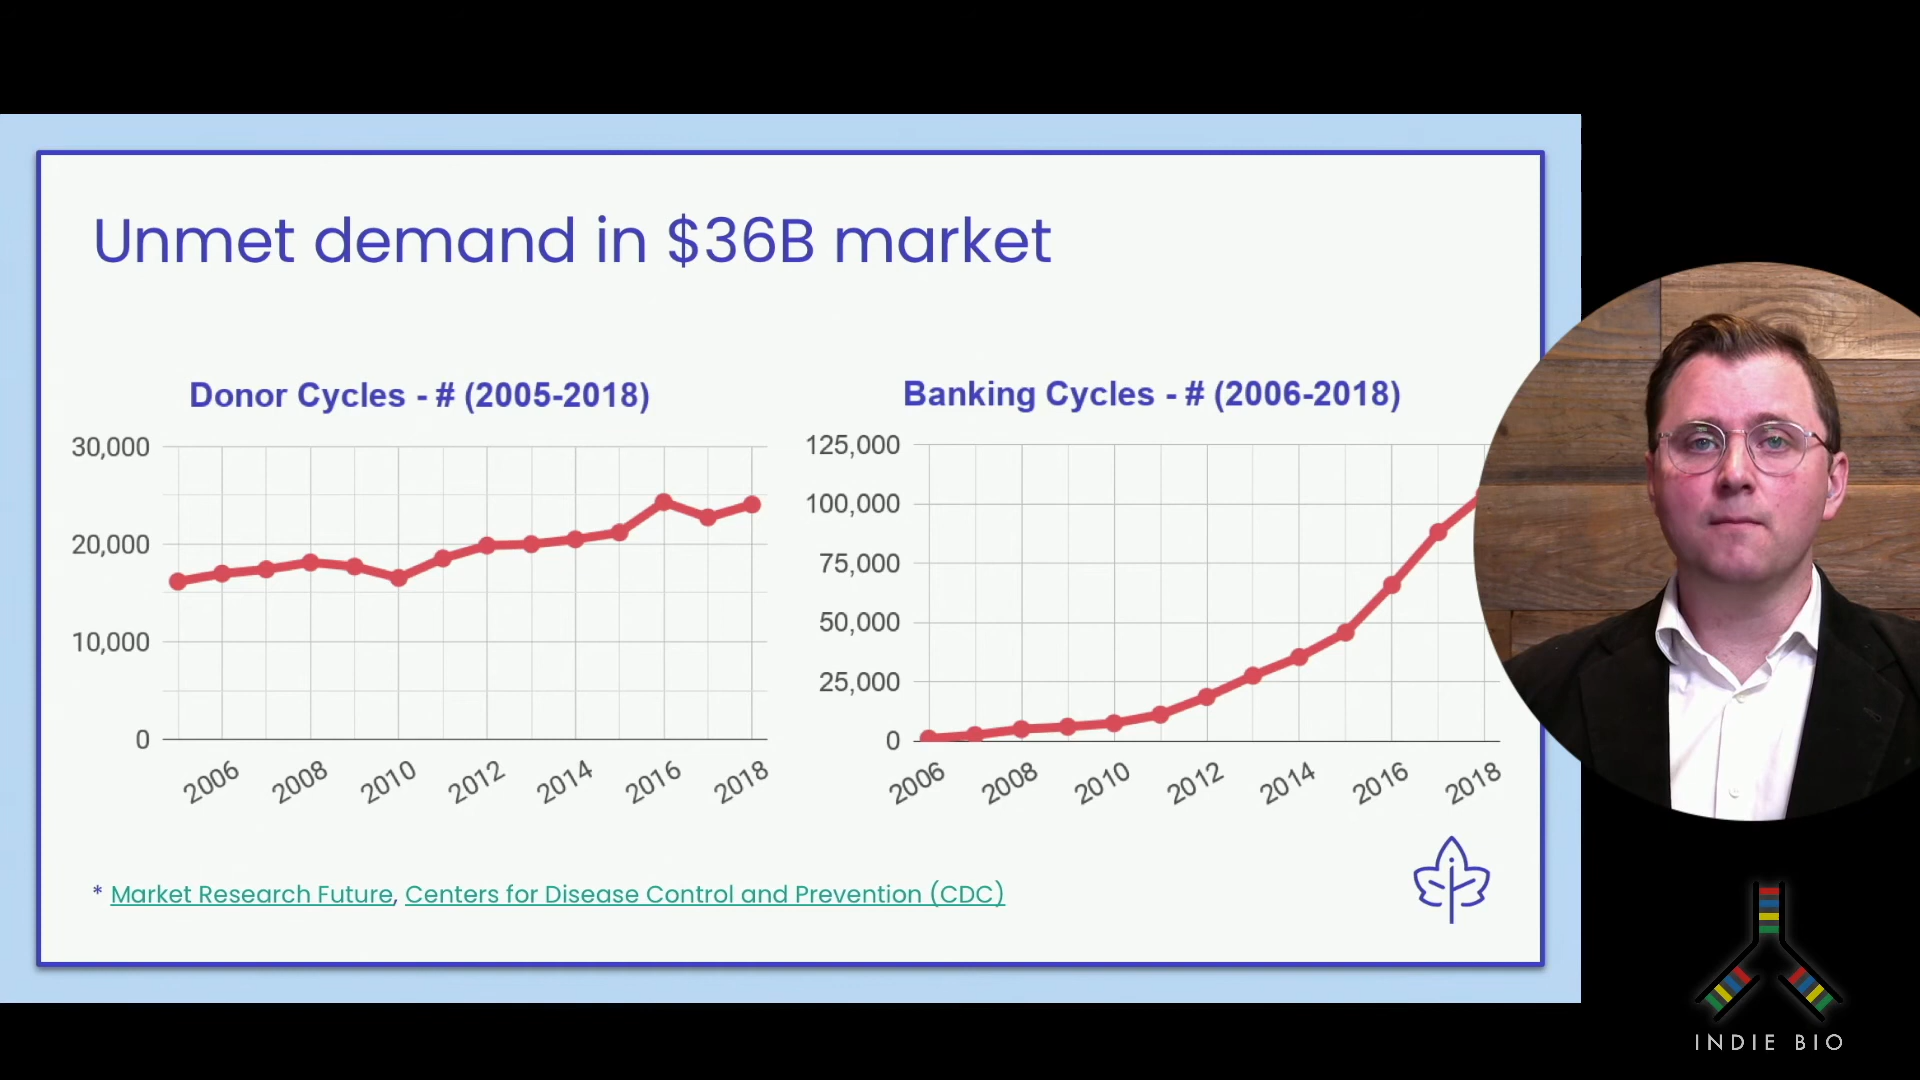 Unmet demand in $36B market
Donor Cycles - # (2005-2018)
30,000
20,000
10,000
0
2006 2008 2010 2012 2014 2016 2018
Banking Cycles - # (2006-2018)
125,000
100,000
75,000
50,000
25,000
0
2006 2008 2010 2012 2014 2016 2018
* Market Research Future, Centers for Disease Control and Prevention (CDC)
INDIE BIO